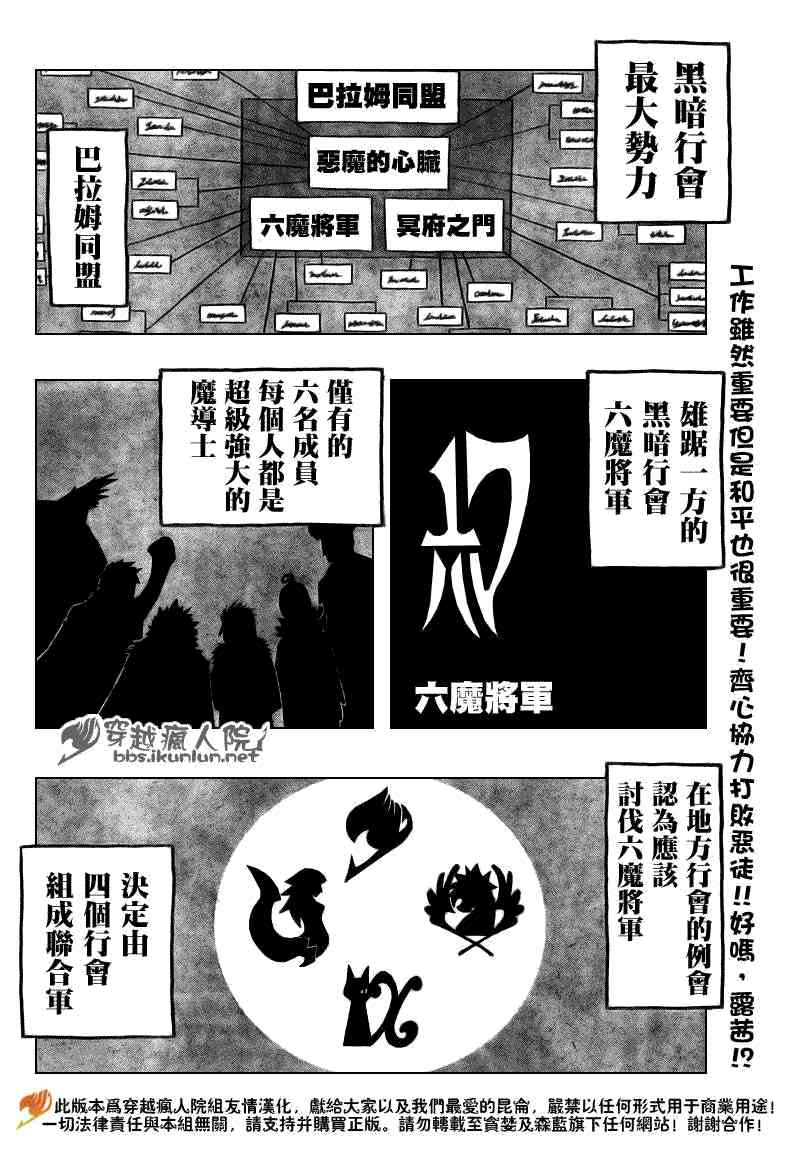 黑暗行會
最大勢力
巴拉姆同盟
惡魔的心臟
六魔將軍
冥府之門
巴拉姆同盟
雄踞一方的
黑暗行會
六魔將軍
六魔將軍
僅有的
六名成員
每個人都是
超級強大的
魔導士
穿越瘋人院
bbs.ikunlun.net
在地方行會的例會
認為應該
討伐六魔將軍
決定由
四個行會
組成聯合軍
工作雖然重要但是和平也很重要！齊心協力打敗惡徒!!好嗎，露茜!?
此版本爲穿越瘋人院組友情漢化，獻給大家以及我們最愛的昆侖，嚴禁以任何形式用于商業用途！
一切法律責任與本組無關，請支持并購買正版。請勿轉載至貪婪及森藍旗下任何網站！謝謝合作！